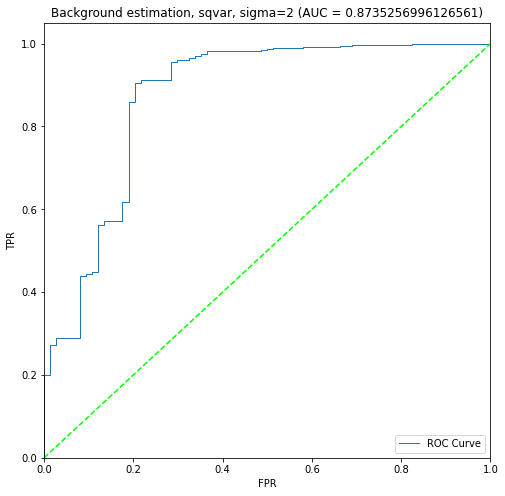 Background estimation, sqvar, sigma=2 (AUC = 0.8735256996126561)
1.0
0.8
0.6
0.4
0.2
0.0
TPR
0.0 0.2 0.4 0.6 0.8 1.0
FPR
ROC Curve